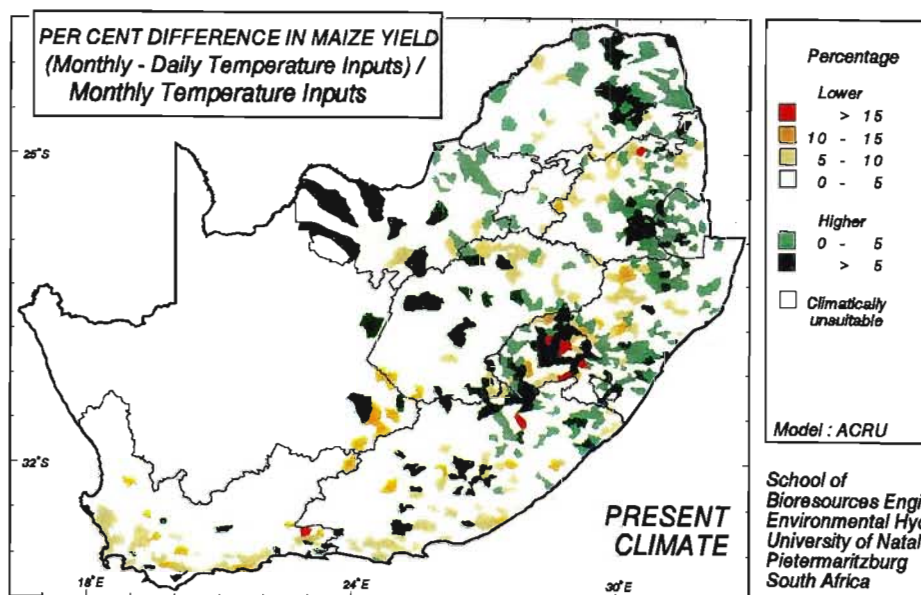 PER CENT DIFFERENCE IN MAIZE YIELD
(Monthly - Daily Temperature Inputs) /
Monthly Temperature Inputs
25°S
32°S
18°E
24°E
30°E
PRESENT
CLIMATE
Percentage
Lower
> 15
10 - 15
5 - 10
0 - 5
Higher
0 - 5
> 5
Climatically
unsuitable
Model : ACRU
School of
Bioresources Engi
Environmental Hyd
University of Natal
Pietermaritzburg
South Africa